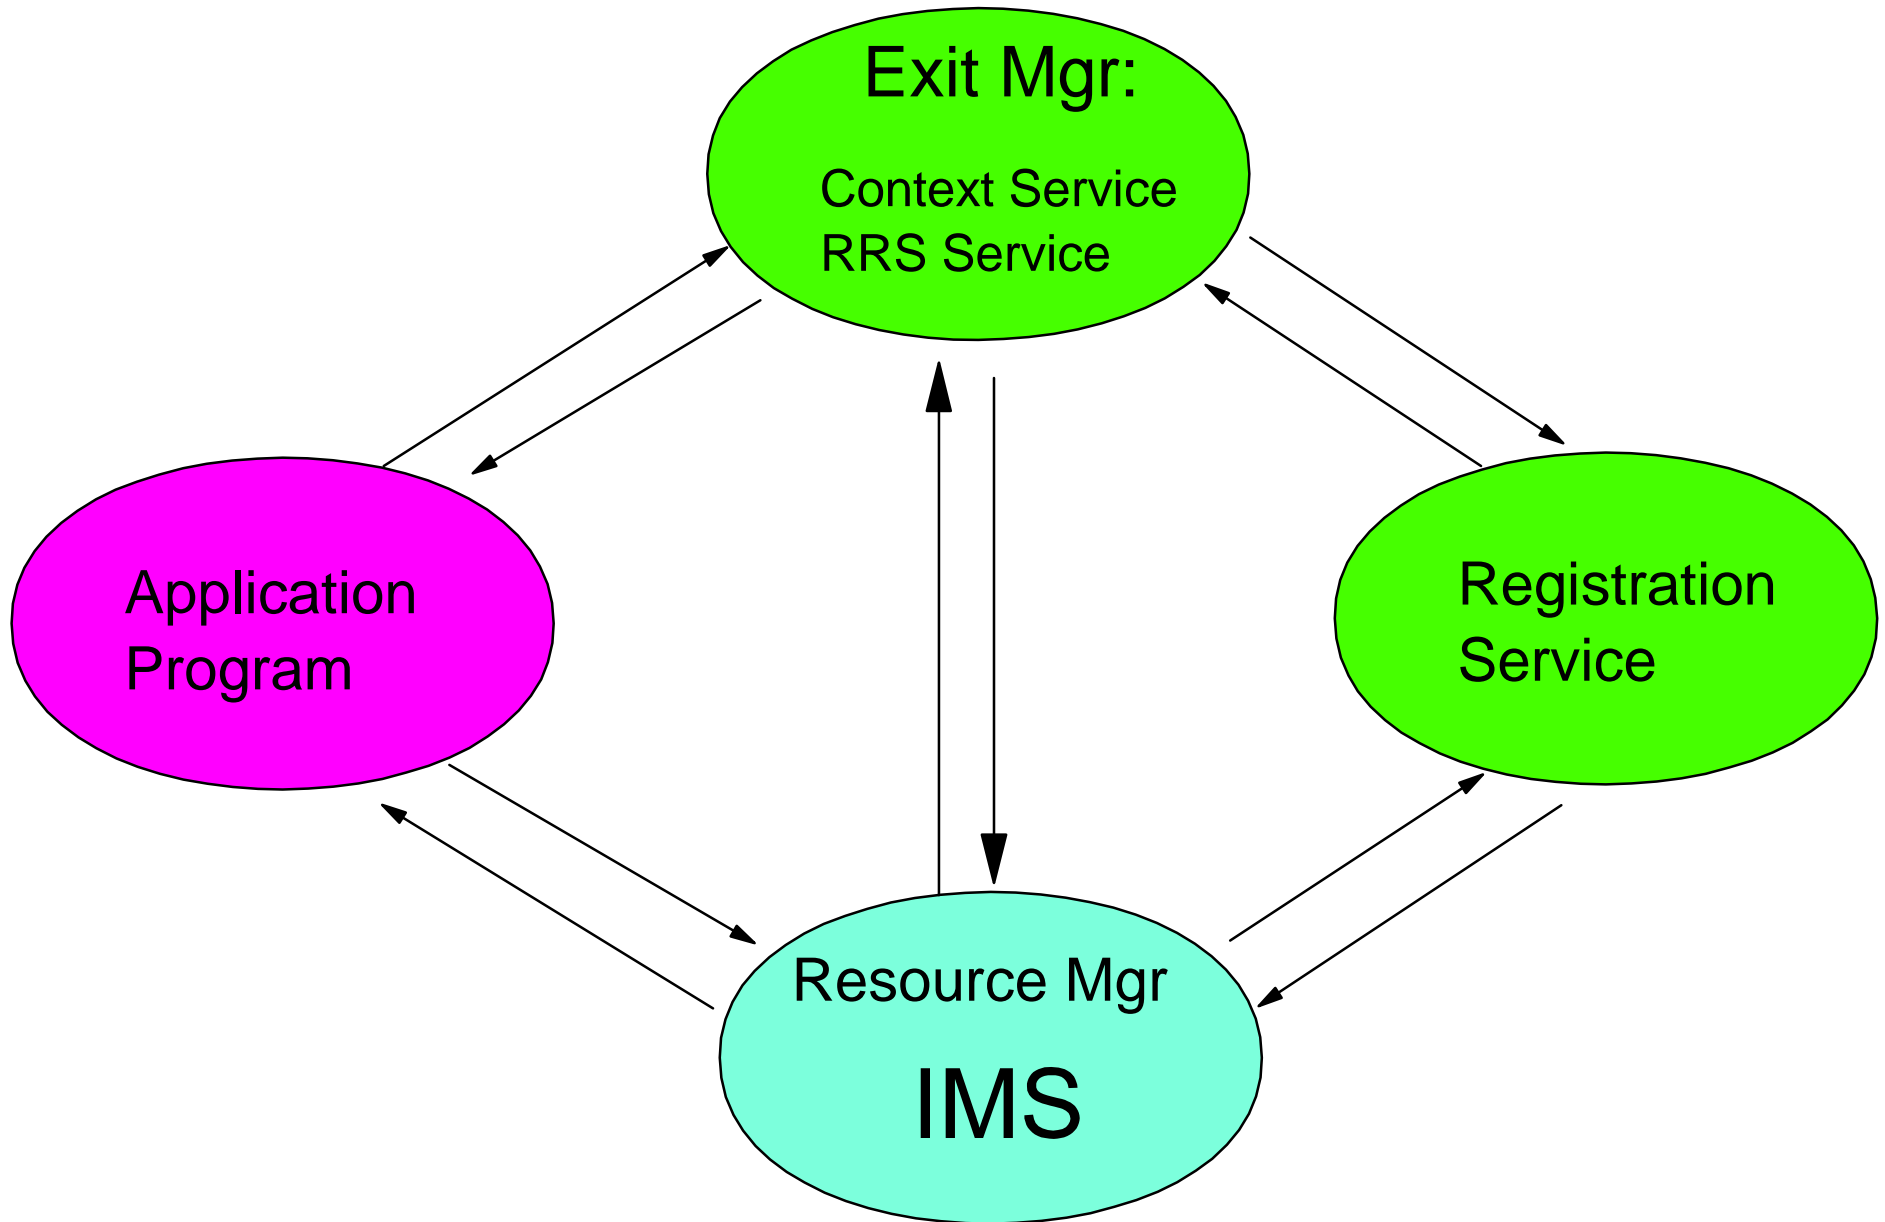 Exit Mgr:
Context Service
RRS Service
Application
Program
Registration
Service
Resource Mgr
IMS